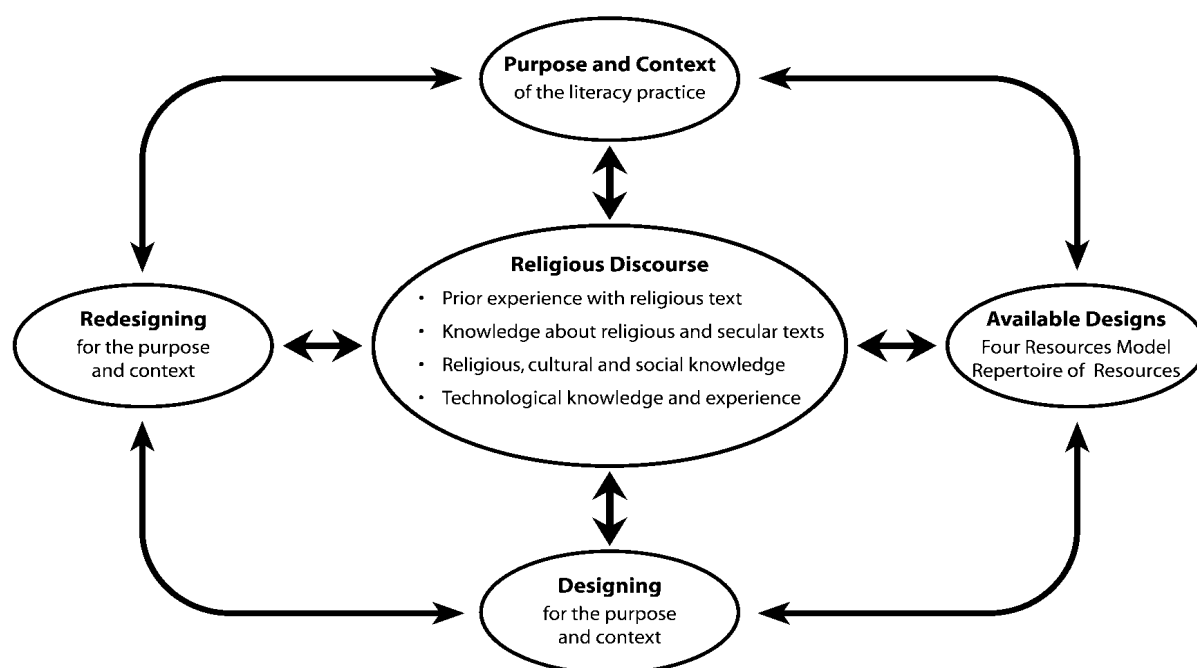 Purpose and Context
of the literacy practice
Religious Discourse
• Prior experience with religious text
• Knowledge about religious and secular texts
• Religious, cultural and social knowledge
• Technological knowledge and experience
Redesigning
for the purpose
and context
Available Designs
Four Resources Model
Repertoire of Resources
Designing
for the purpose
and context